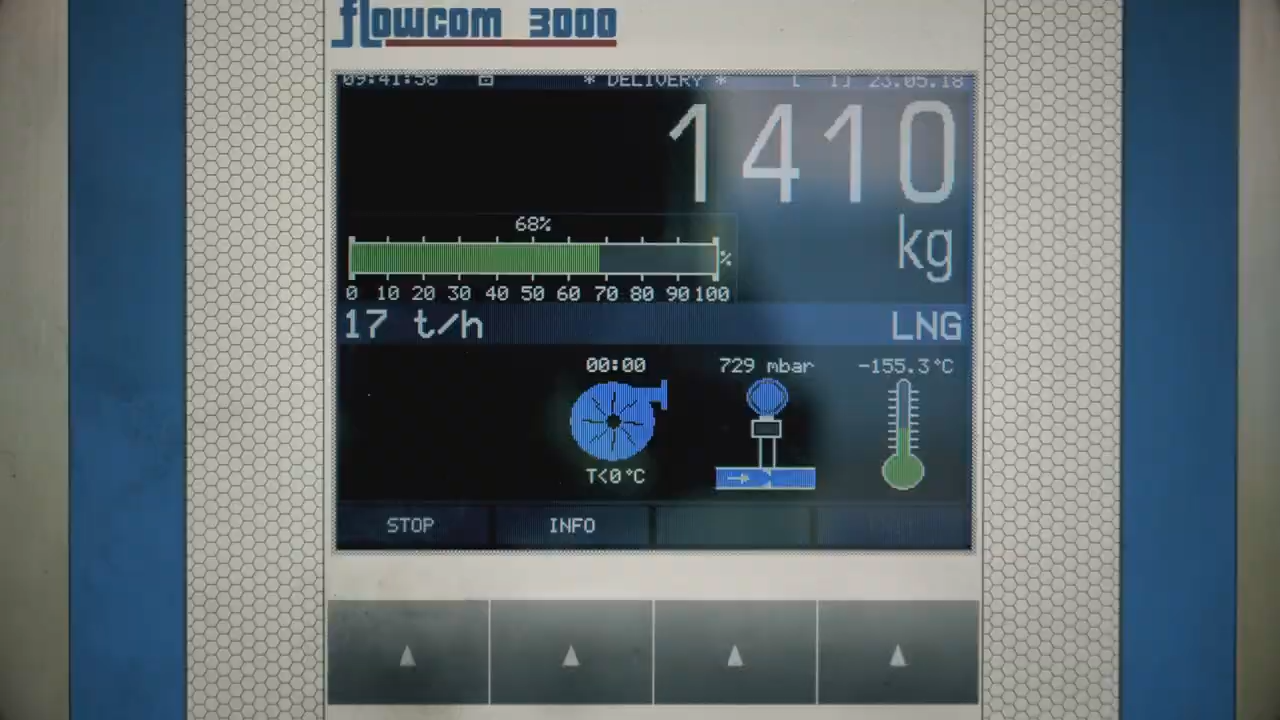 flowcom 3000
09:41:58 * DELIVERY * [ 1] 23.05.18
1410
kg
68%
%
0 10 20 30 40 50 60 70 80 90 100
17 t/h LNG
00:00 729 mbar -155.3°C
T<0°C
STOP INFO